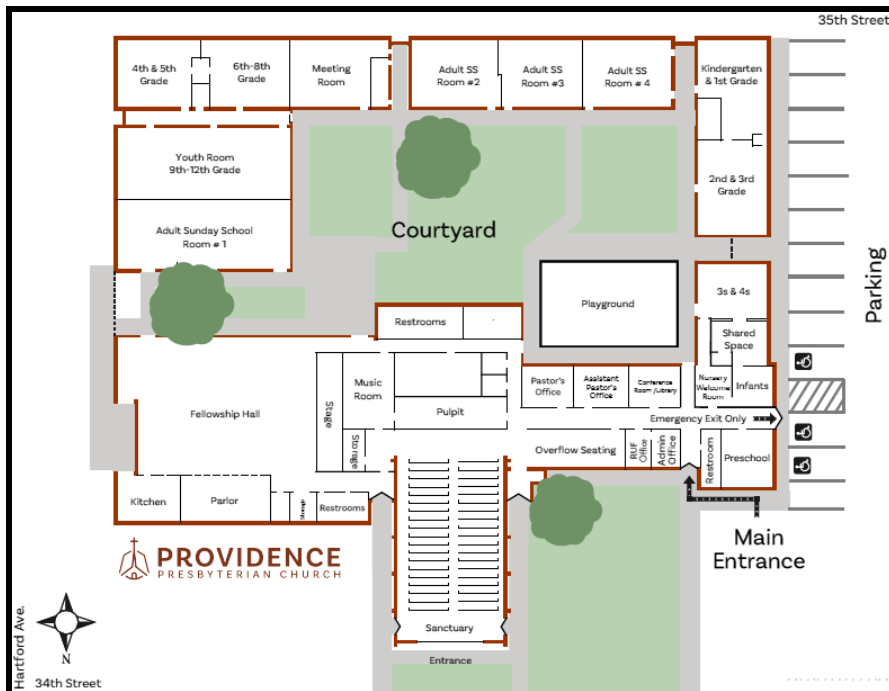 35th Street
4th & 5th
Grade
6th-8th
Grade
Meeting
Room
Adult SS
Room #2
Adult SS
Room #3
Adult SS
Room # 4
Kindergarten
& 1st Grade
Youth Room
9th-12th Grade
2nd & 3rd
Grade
Adult Sunday School
Room # 1
Courtyard
Parking
3s & 4s
Playground
Restrooms
Shared
Space
Music
Room
Pastor's
Office
Assistant
Pastor's
Office
Conference
Room /Library
Nursery
Welcome
Room
Infants
Stage
Fellowship Hall
Pulpit
Emergency Exit Only
Storage
Overflow Seating
RUF
Office
Admin
Office
Restroom
Preschool
Kitchen
Parlor
Storage
Restrooms
Main
Entrance
PROVIDENCE
PRESBYTERIAN CHURCH
Sanctuary
Entrance
Hartford Ave.
N
34th Street